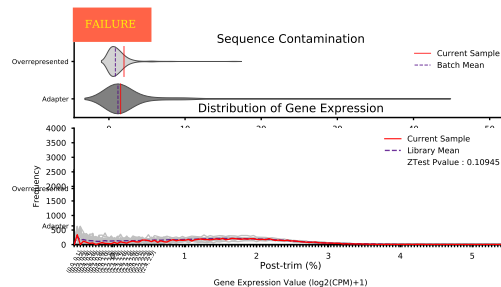 FAILURE
Sequence Contamination
Overrepresented
Adapter
Current Sample
Batch Mean
0
10
20
30
40
50
Distribution of Gene Expression
4000
3500
3000
2500
2000
1500
1000
500
0
Frequency
Overrepresented
Adapter
Current Sample
Library Mean
ZTest Pvalue : 0.10945
1
2
3
4
5
Post-trim (%)
Gene Expression Value (log2(CPM)+1)